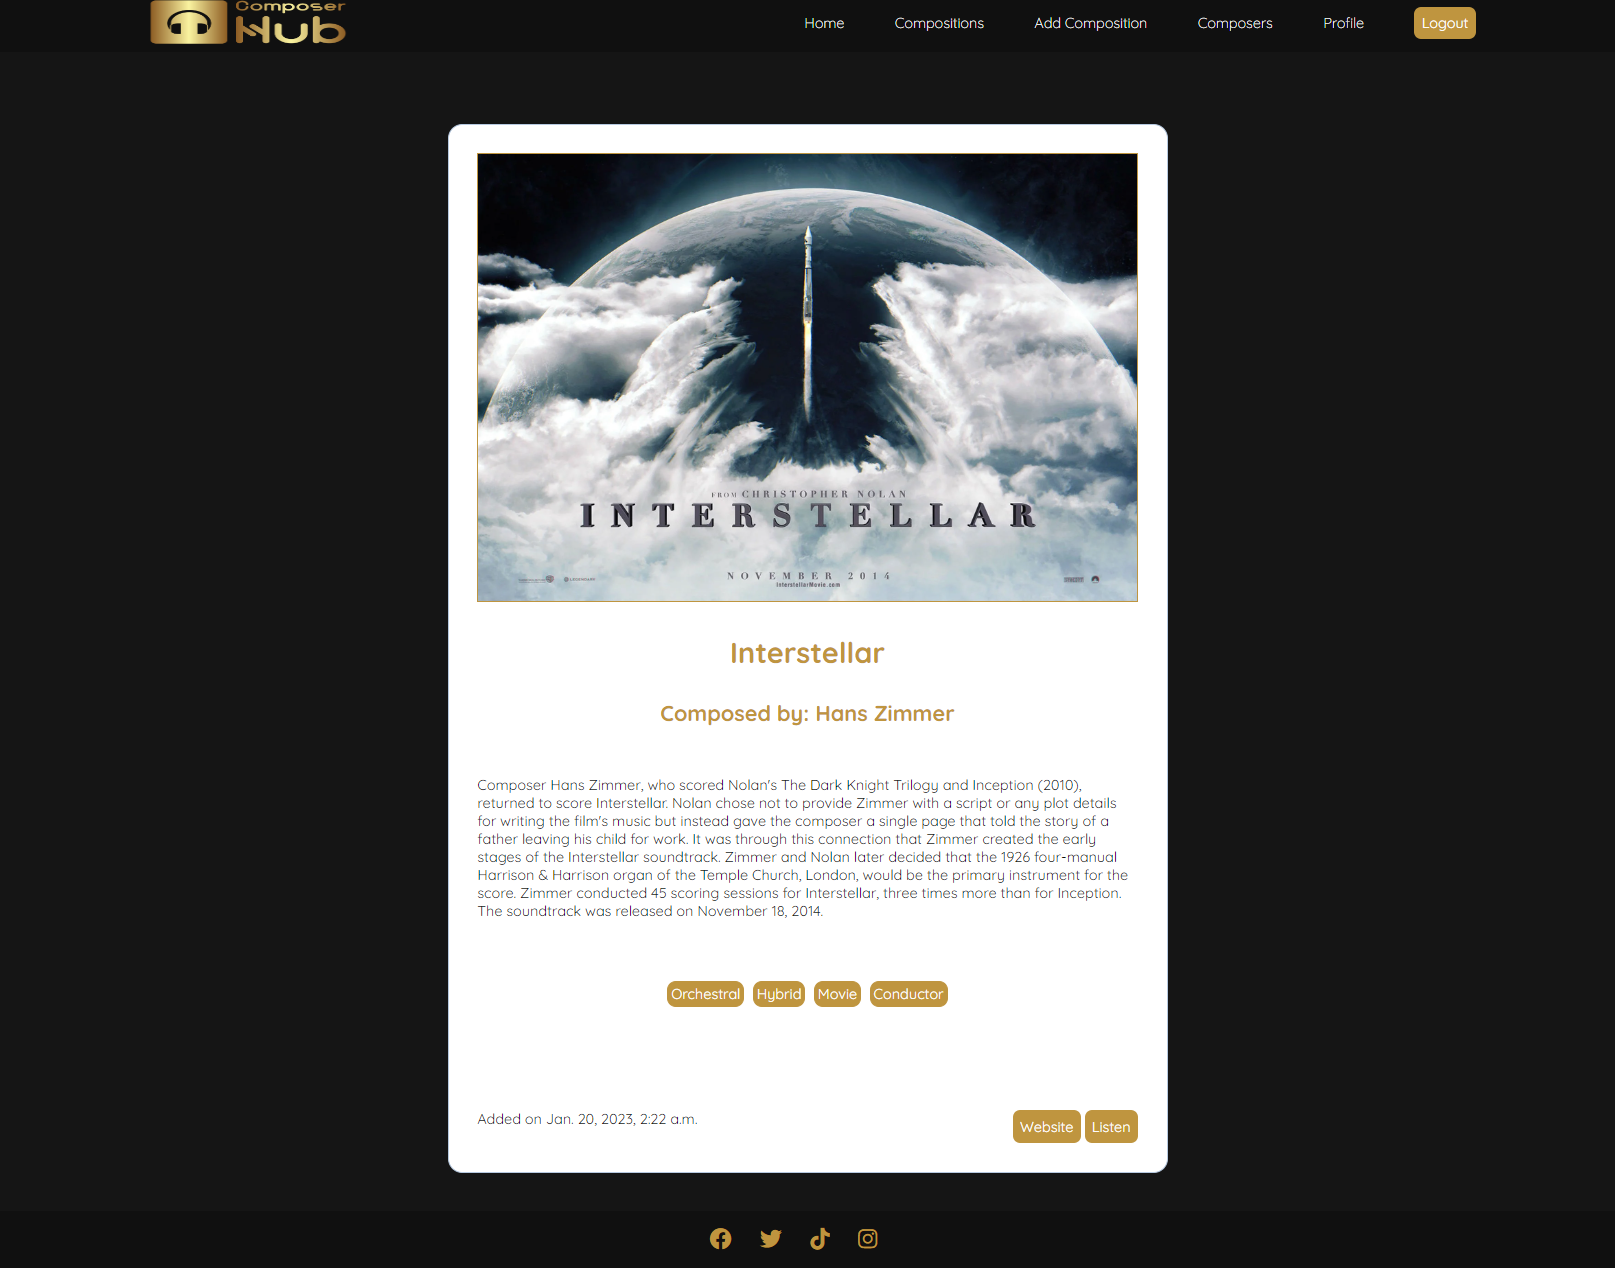 Composer
Hub
Home
Compositions
Add Composition
Composers
Profile
Logout
FROM CHRISTOPHER NOLAN
INTERSTELLAR
NOVEMBER 2014
InterstellarMovie.com
Interstellar
Composed by: Hans Zimmer
Composer Hans Zimmer, who scored Nolan's The Dark Knight Trilogy and Inception (2010),
returned to score Interstellar. Nolan chose not to provide Zimmer with a script or any plot details
for writing the film's music but instead gave the composer a single page that told the story of a
father leaving his child for work. It was through this connection that Zimmer created the early
stages of the Interstellar soundtrack. Zimmer and Nolan later decided that the 1926 four-manual
Harrison & Harrison organ of the Temple Church, London, would be the primary instrument for the
score. Zimmer conducted 45 scoring sessions for Interstellar, three times more than for Inception.
The soundtrack was released on November 18, 2014.
Orchestral
Hybrid
Movie
Conductor
Added on Jan. 20, 2023, 2:22 a.m.
Website
Listen